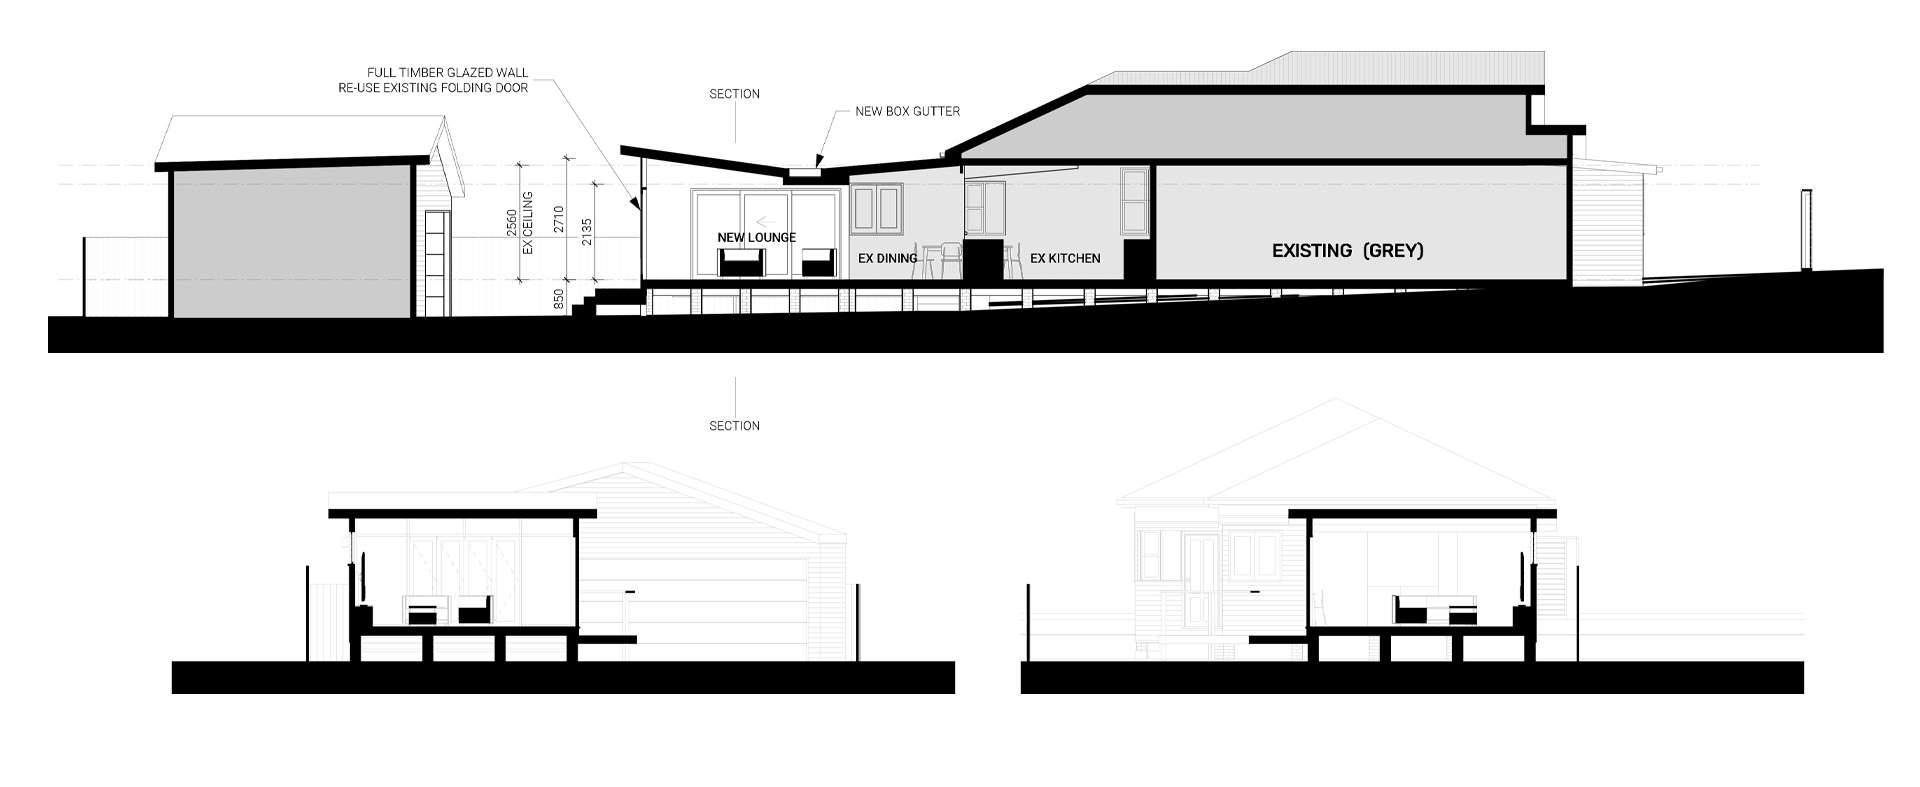 FULL TIMBER GLAZED WALL
RE-USE EXISTING FOLDING DOOR
SECTION
NEW BOX GUTTER
2560
EX CEILING
2710
2135
850
NEW LOUNGE
EX DINING
EX KITCHEN
EXISTING (GREY)
SECTION